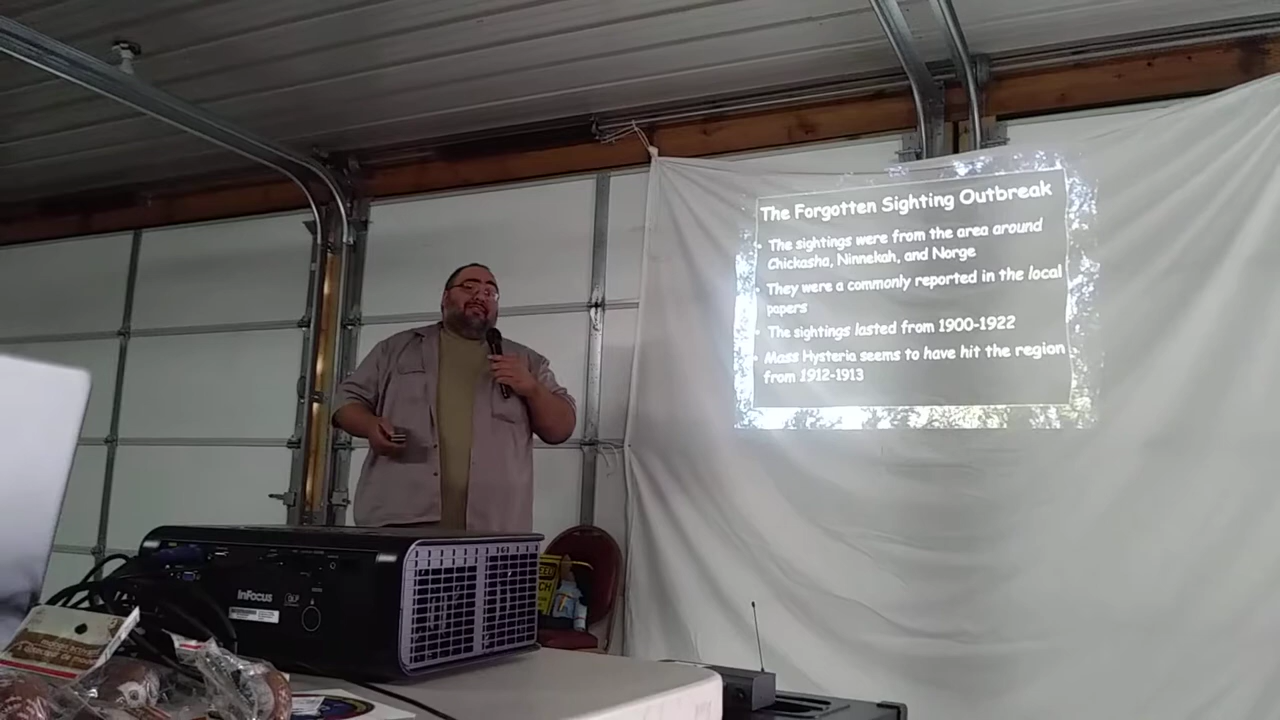 The Forgotten Sighting Outbreak
• The sightings were from the area around
Chickasha, Ninnekah, and Norge
• They were a commonly reported in the local
papers
• The sightings lasted from 1900-1922
• Mass Hysteria seems to have hit the region
from 1912-1913
InFocus
DLP